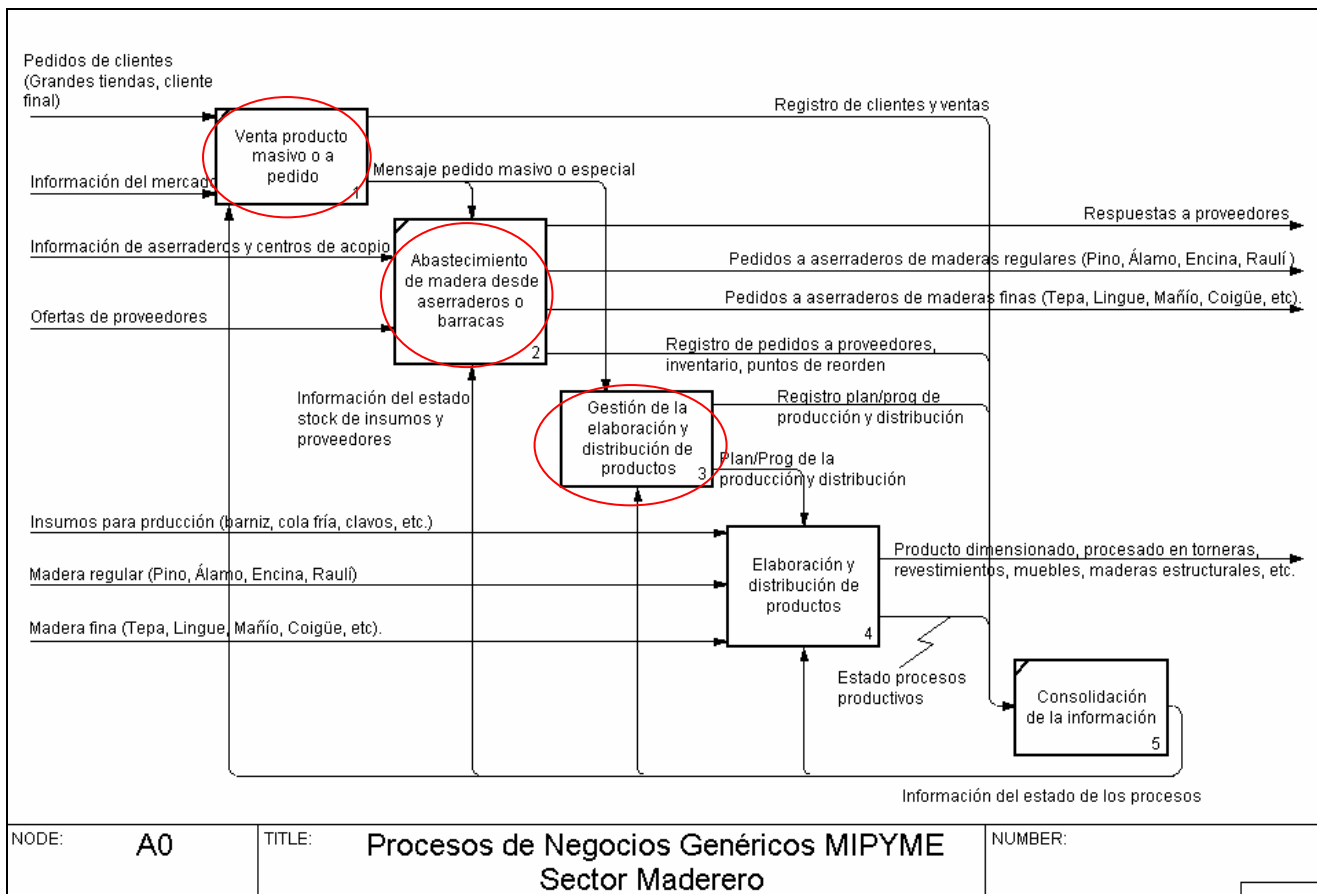 Pedidos de clientes
(Grandes tiendas, cliente
final)
Registro de clientes y ventas
Venta producto
masivo o a
pedido
1
Mensaje pedido masivo o especial
Información del mercado
Respuestas a proveedores
Información de aserraderos y centros de acopio
Abastecimiento
de madera desde
aserraderos o
barracas
2
Pedidos a aserraderos de maderas regulares (Pino, Álamo, Encina, Raulí )
Pedidos a aserraderos de maderas finas (Tepa, Lingue, Mañío, Coigüe, etc).
Ofertas de proveedores
Registro de pedidos a proveedores,
inventario, puntos de reorden
Información del estado
stock de insumos y
proveedores
Registro plan/prog de
producción y distribución
Gestión de la
elaboración y
distribución de
productos
3
Plan/Prog de la
producción y distribución
Insumos para prducción (barniz, cola fría, clavos, etc.)
Madera regular (Pino, Álamo, Encina, Raulí)
Madera fina (Tepa, Lingue, Mañío, Coigüe, etc).
Elaboración y
distribución de
productos
4
Producto dimensionado, procesado en torneras,
revestimientos, muebles, maderas estructurales, etc.
Estado procesos
productivos
Consolidación
de la información
5
Información del estado de los procesos
NODE:
A0
TITLE:
Procesos de Negocios Genéricos MIPYME
Sector Maderero
NUMBER: